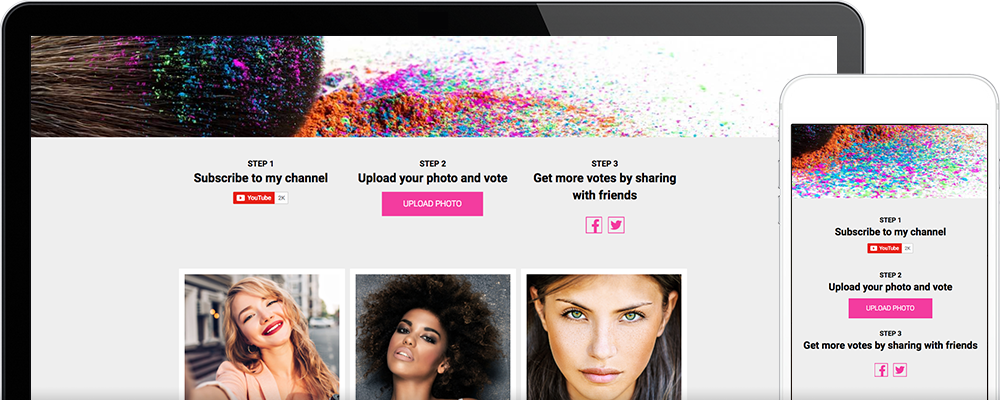 STEP 1
Subscribe to my channel
YouTube 2K
STEP 2
Upload your photo and vote
UPLOAD PHOTO
STEP 3
Get more votes by sharing
with friends
STEP 1
Subscribe to my channel
YouTube 2K
STEP 2
Upload your photo and vote
UPLOAD PHOTO
STEP 3
Get more votes by sharing with friends